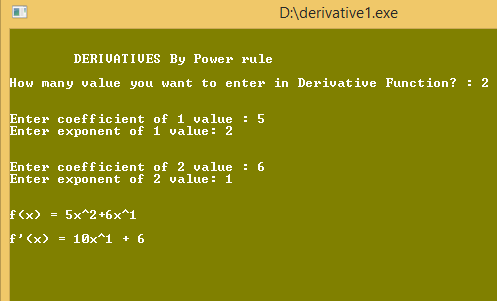 D:\derivative1.exe
DERIVATIVES By Power rule
How many value you want to enter in Derivative Function? : 2
Enter coefficient of 1 value : 5
Enter exponent of 1 value: 2
Enter coefficient of 2 value : 6
Enter exponent of 2 value: 1
f(x) = 5x^2+6x^1
f'(x) = 10x^1 + 6